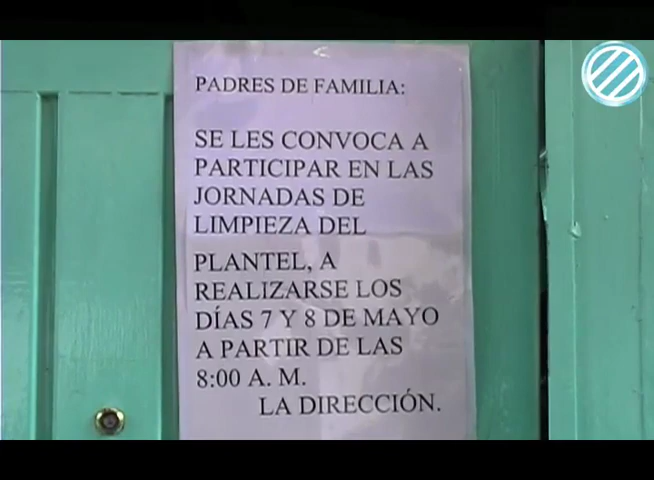 PADRES DE FAMILIA:
SE LES CONVOCA A
PARTICIPAR EN LAS
JORNADAS DE
LIMPIEZA DEL
PLANTEL, A
REALIZARSE LOS
DÍAS 7 Y 8 DE MAYO
A PARTIR DE LAS
8:00 A. M.
LA DIRECCIÓN.